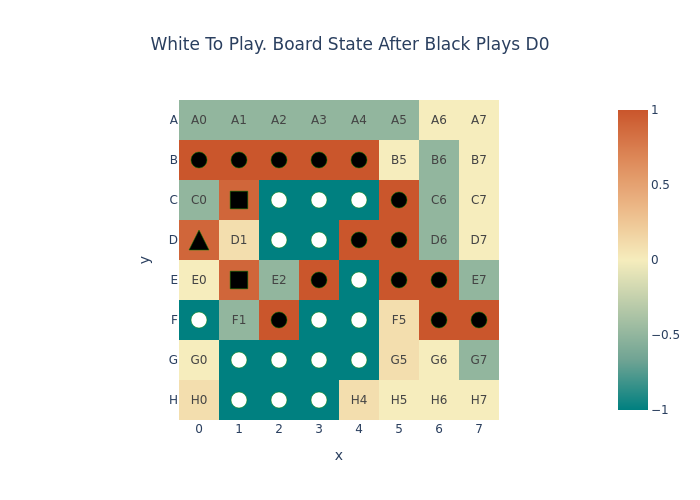 White To Play. Board State After Black Plays D0
A A0 A1 A2 A3 A4 A5 A6 A7
B B5 B6 B7
C C0 C6 C7
D D1 D6 D7
E E0 E2 E7
F F1 F5
G G0 G5 G6 G7
H H0 H4 H5 H6 H7
0 1 2 3 4 5 6 7
x
y
1
0.5
0
−0.5
−1